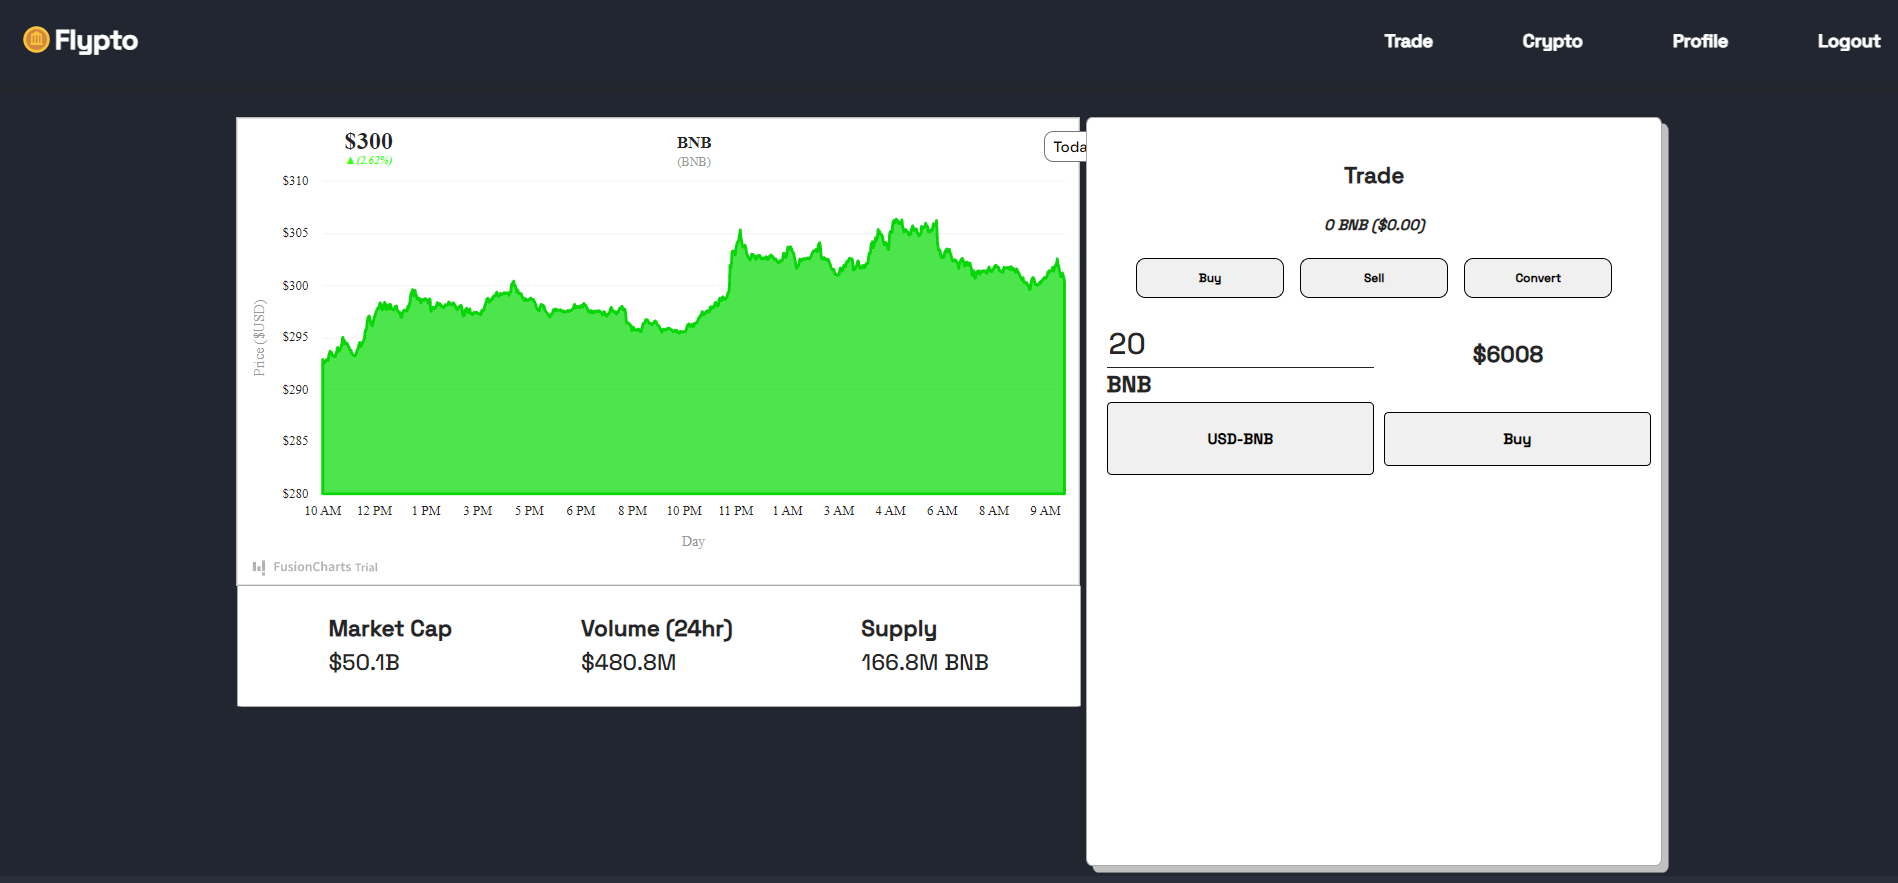 Flypto
Trade
Crypto
Profile
Logout
$300
▲ (2.62%)
BNB
(BNB)
Toda
$310
$305
$300
$295
$290
$285
$280
Price ($USD)
10 AM 12 PM 1 PM 3 PM 5 PM 6 PM 8 PM 10 PM 11 PM 1 AM 3 AM 4 AM 6 AM 8 AM 9 AM
Day
FusionCharts Trial
Market Cap
$50.1B
Volume (24hr)
$480.8M
Supply
166.8M BNB
Trade
0 BNB ($0.00)
Buy
Sell
Convert
20
BNB
$6008
USD-BNB
Buy